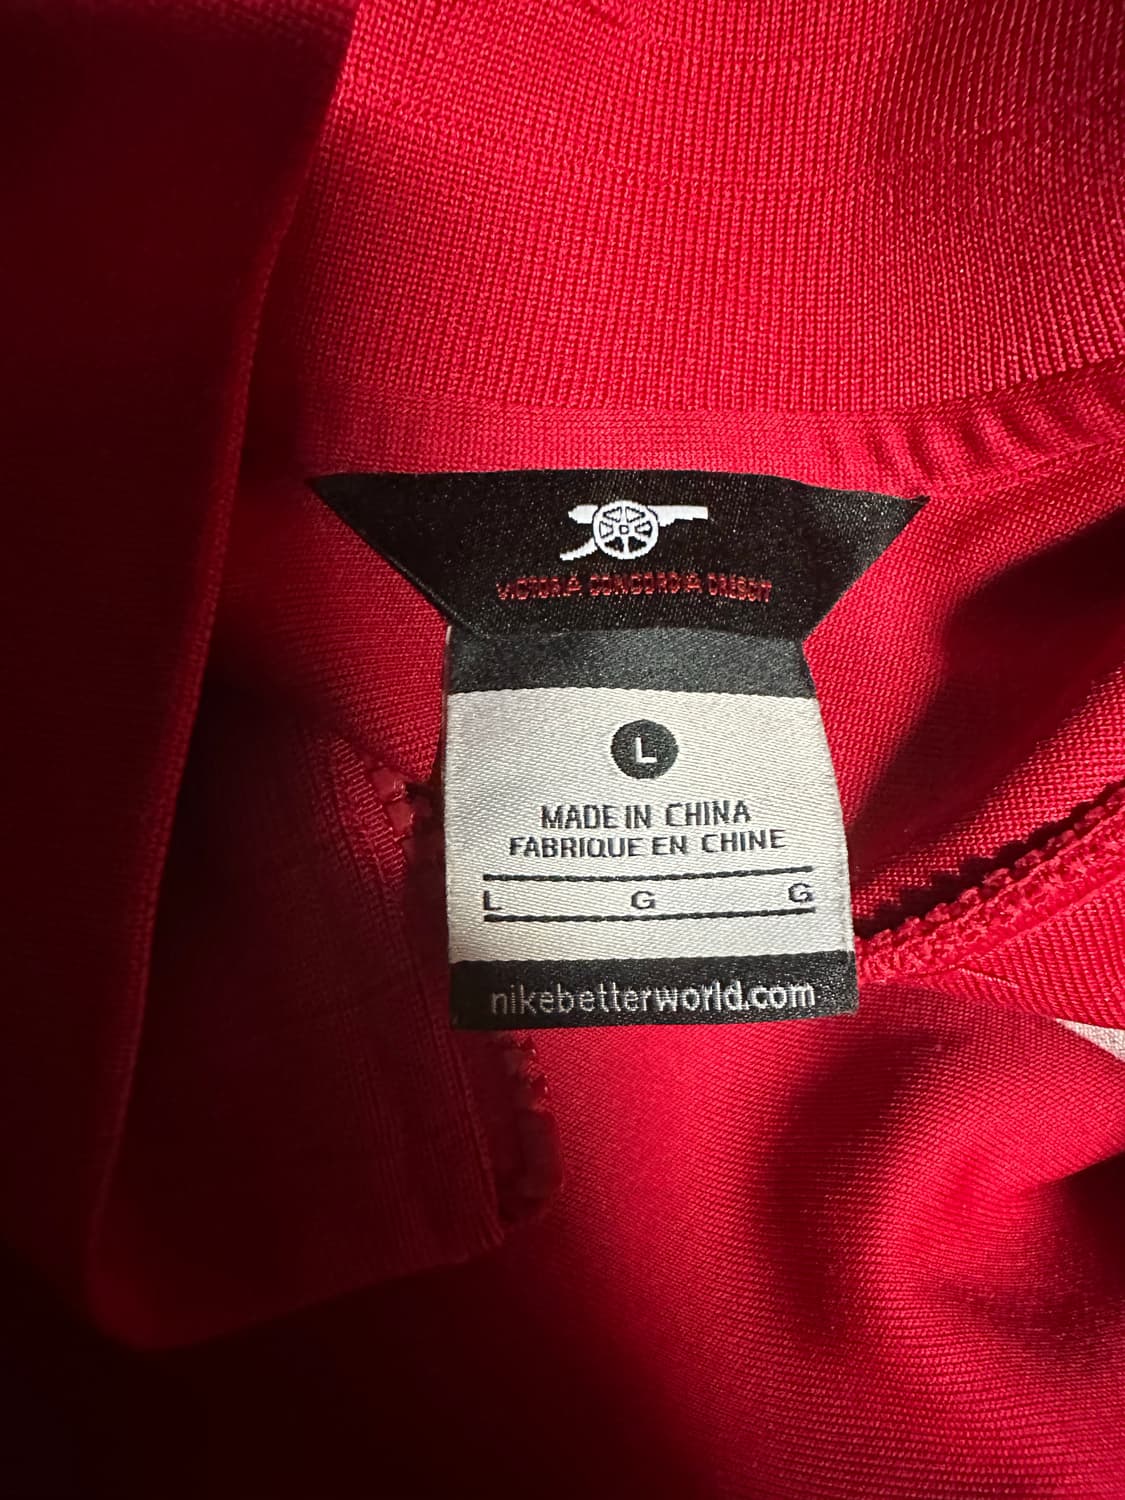 VICTORIA CONCORDIA CRESCIT
L
MADE IN CHINA
FABRIQUE EN CHINE
L G G
nikebetterworld.com